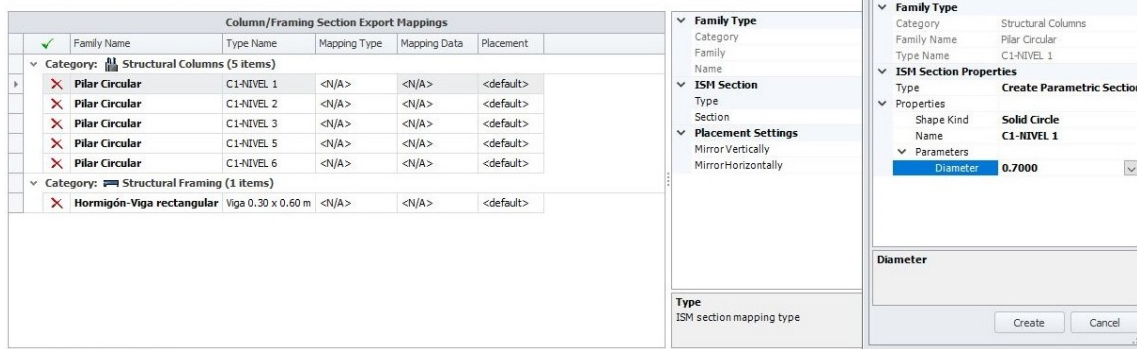 Column/Framing Section Export Mappings
Family Name Type Name Mapping Type Mapping Data Placement
Category: Structural Columns (5 items)
Pilar Circular C1-NIVEL 1 <N/A> <N/A> <default>
Pilar Circular C1-NIVEL 2 <N/A> <N/A> <default>
Pilar Circular C1-NIVEL 3 <N/A> <N/A> <default>
Pilar Circular C1-NIVEL 5 <N/A> <N/A> <default>
Pilar Circular C1-NIVEL 6 <N/A> <N/A> <default>
Category: Structural Framing (1 items)
Hormigón-Viga rectangular Viga 0.30 x 0.60 m <N/A> <N/A> <default>
Family Type
Category
Family
Name
ISM Section
Type
Section
Placement Settings
Mirror Vertically
MirrorHorizontally
Type
ISM section mapping type
Family Type
Category Structural Columns
Family Name Pilar Circular
Type Name C1-NIVEL 1
ISM Section Properties
Type Create Parametric Section
Properties
Shape Kind Solid Circle
Name C1-NIVEL 1
Parameters
Diameter 0.7000
Diameter
Create Cancel